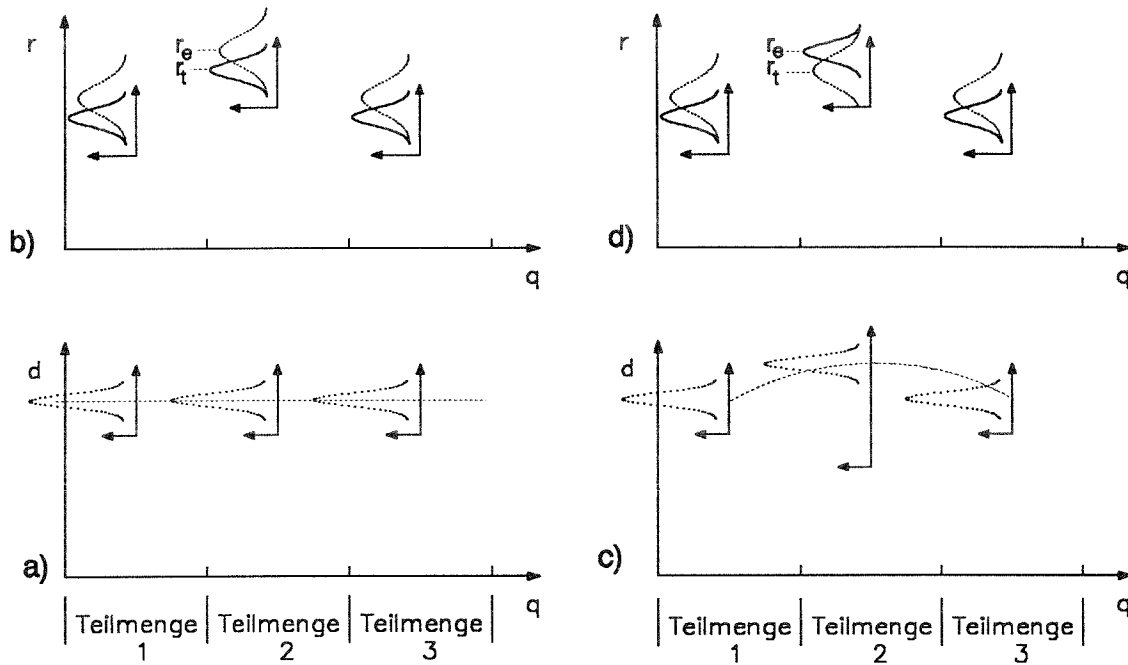 r
r_e
r_t
b)
q
r
r_e
r_t
d)
q
d
a)
q
d
c)
q
Teilmenge 1
Teilmenge 2
Teilmenge 3
Teilmenge 1
Teilmenge 2
Teilmenge 3